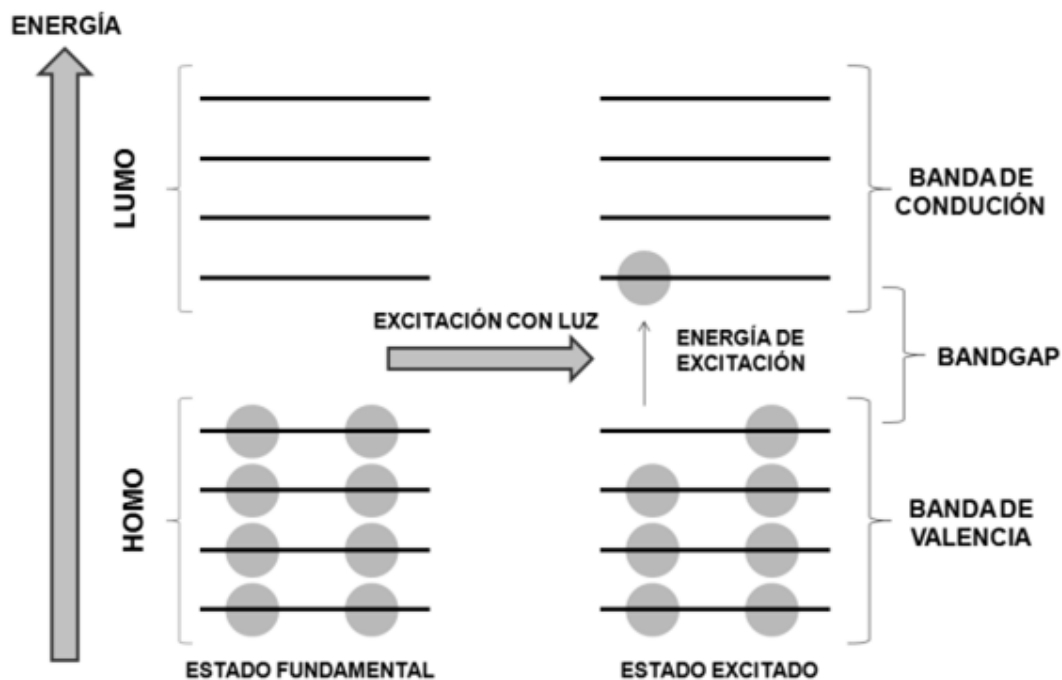 ENERGÍA
LUMO
BANDA DE
CONDUCIÓN
EXCITACIÓN CON LUZ
ENERGÍA DE
EXCITACIÓN
BANDGAP
HOMO
BANDA DE
VALENCIA
ESTADO FUNDAMENTAL
ESTADO EXCITADO